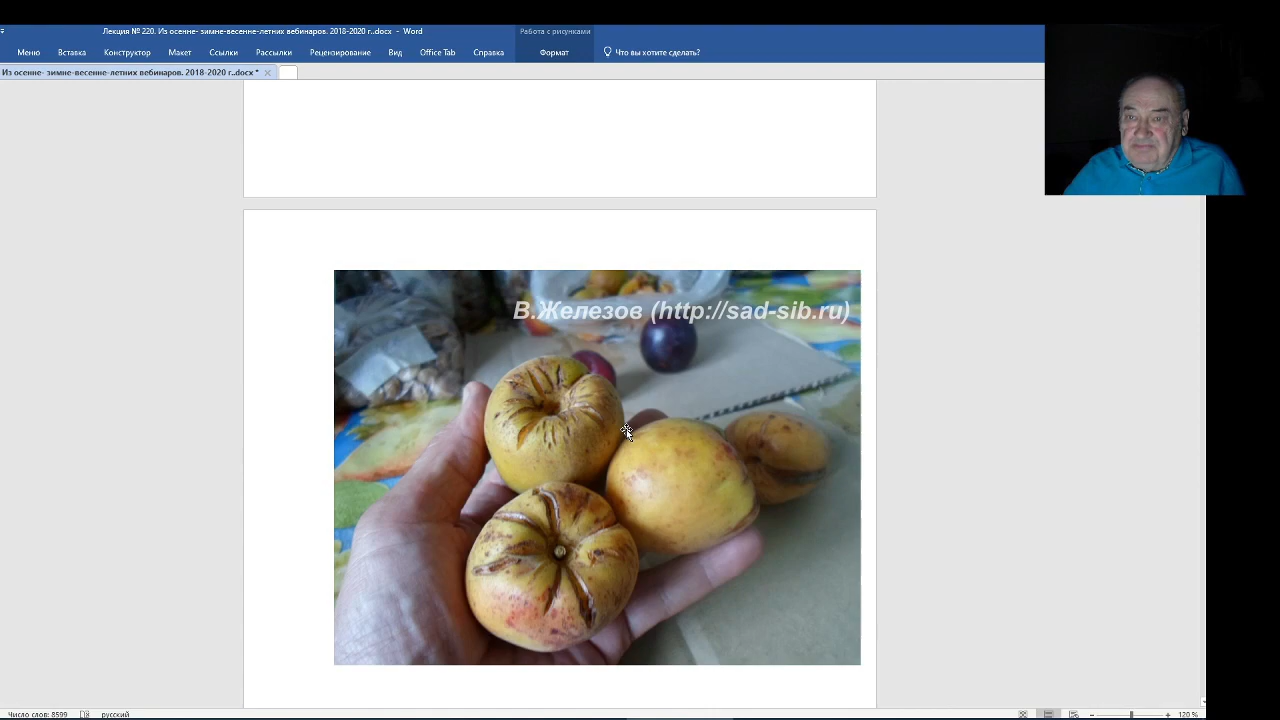 Лекция № 220. Из осенне- зимне-весенне-летних вебинаров. 2018-2020 г..docx - Word
Работа с рисунками
Меню Вставка Конструктор Макет Ссылки Рассылки Рецензирование Вид Office Tab Справка Формат Что вы хотите сделать?
Из осенне- зимне-весенне-летних вебинаров. 2018-2020 г..docx *
В.Железов (http://sad-sib.ru)
Число слов: 8599 русский 120 %